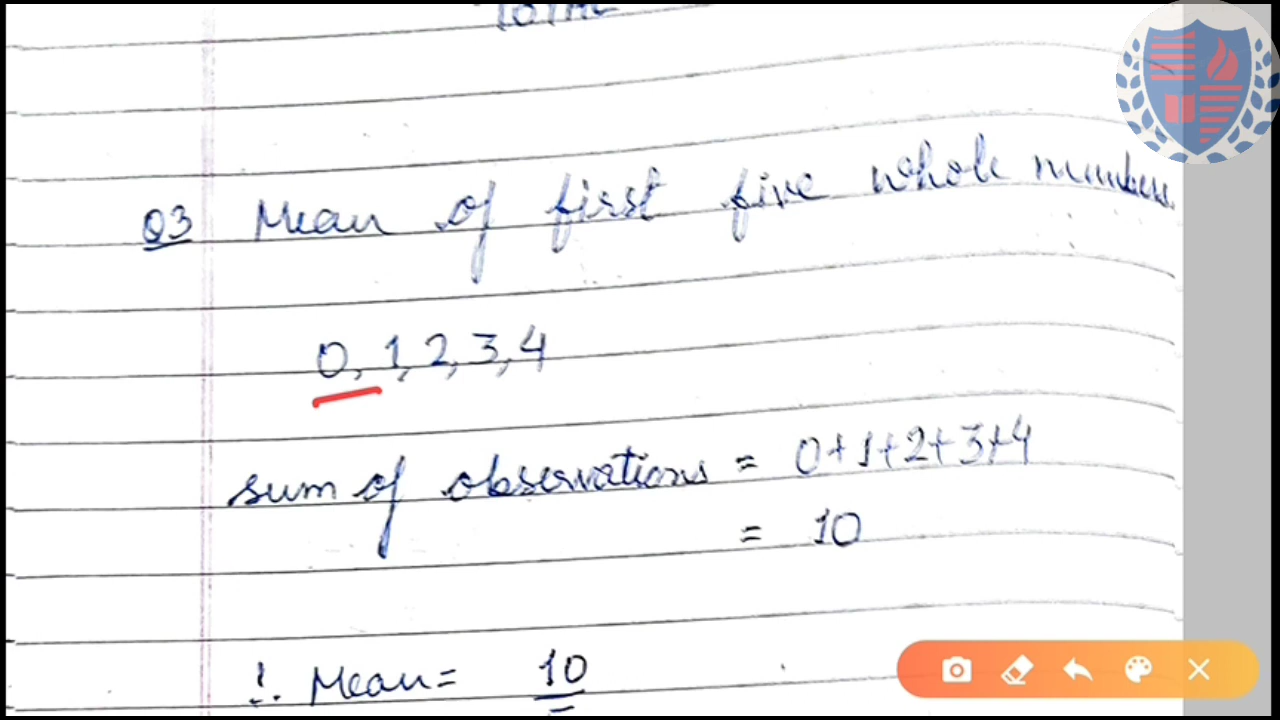 TOTAL
Q3 Mean of first five whole numbers.
0, 1, 2, 3, 4
sum of observations = 0+1+2+3+4
= 10
∴ Mean = 10